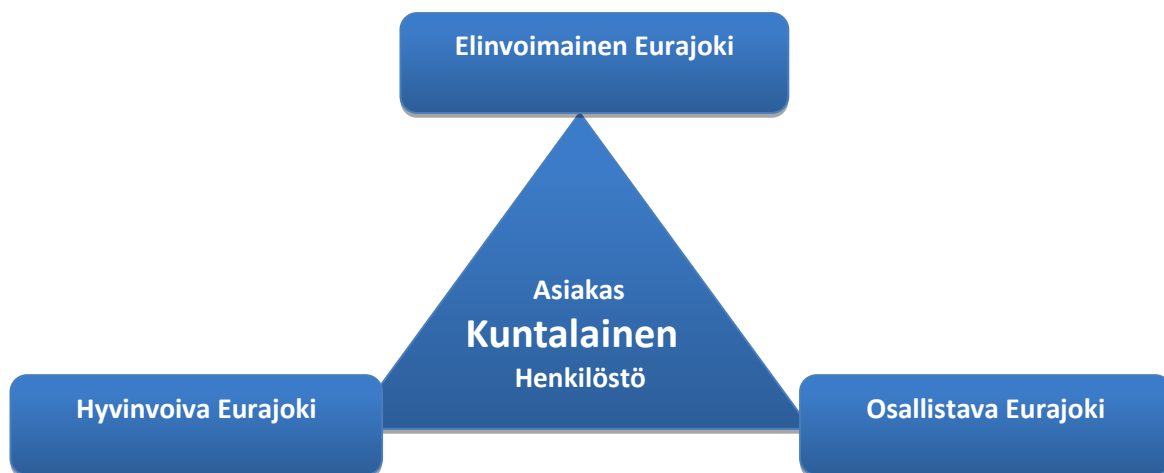 Elinvoimainen Eurajoki
Asiakas
Kuntalainen
Henkilöstö
Hyvinvoiva Eurajoki
Osallistava Eurajoki